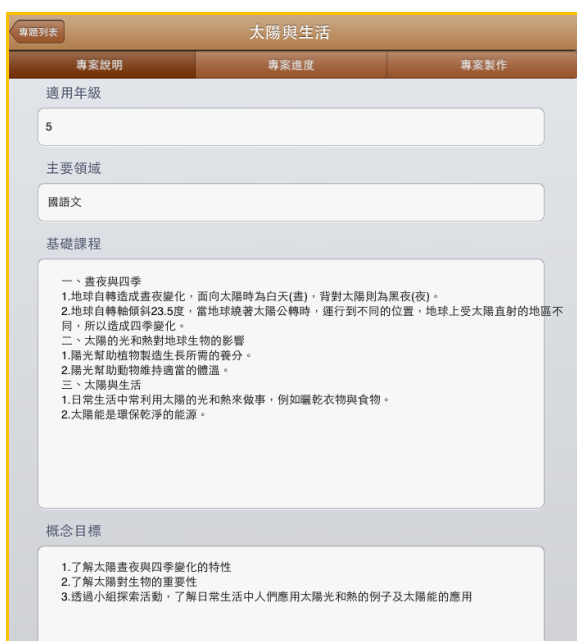 專題列表
太陽與生活
專案說明
專案進度
專案製作
適用年級
5
主要領域
國語文
基礎課程
一、晝夜與四季
1.地球自轉造成晝夜變化，面向太陽時為白天(晝)，背對太陽則為黑夜(夜)。
2.地球自轉軸傾斜23.5度，當地球繞著太陽公轉時，運行到不同的位置，地球上受太陽直射的地區不
同，所以造成四季變化。
二、太陽的光和熱對地球生物的影響
1.陽光幫助植物製造生長所需的養分。
2.陽光幫助動物維持適當的體溫。
三、太陽與生活
1.日常生活中常利用太陽的光和熱來做事，例如曬乾衣物與食物。
2.太陽能是環保乾淨的能源。
概念目標
1.了解太陽晝夜與四季變化的特性
2.了解太陽對生物的重要性
3.透過小組探索活動，了解日常生活中人們應用太陽光和熱的例子及太陽能的應用